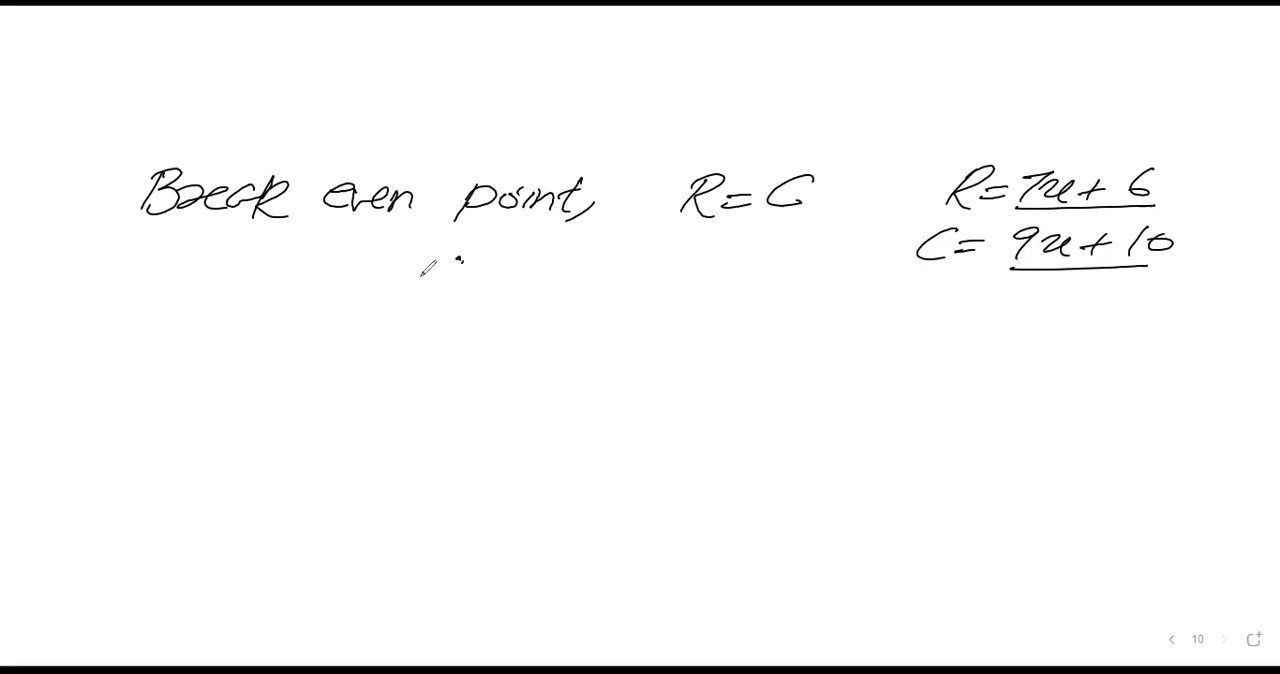 Break even point, R = C
R = 7x + 6
C = 9x + 10
10